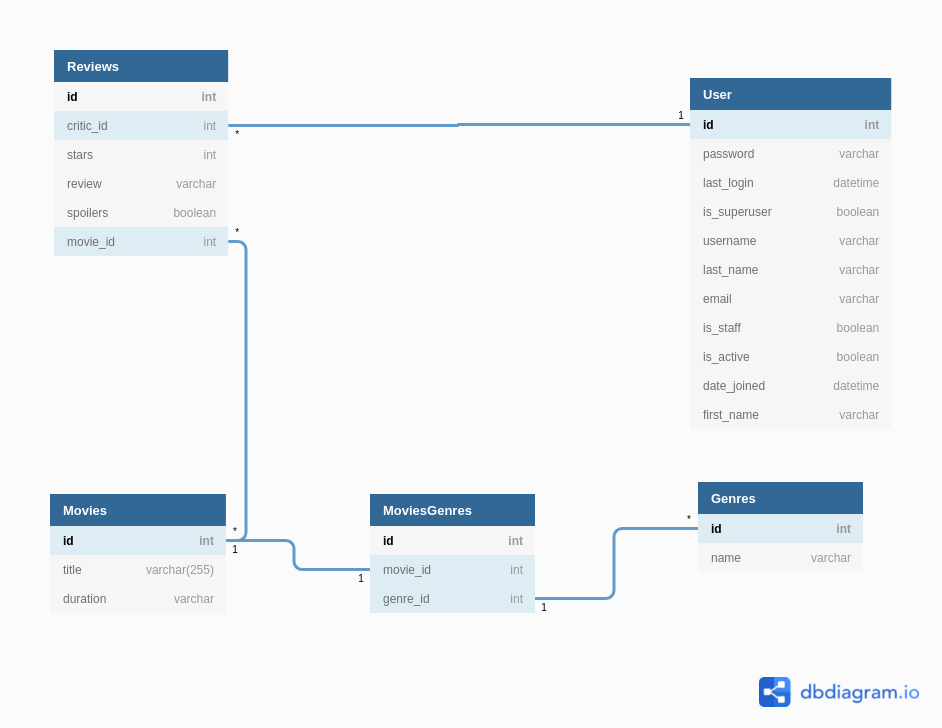 Reviews
id int
critic_id int
stars int
review varchar
spoilers boolean
movie_id int
*
*
1
User
id int
password varchar
last_login datetime
is_superuser boolean
username varchar
last_name varchar
email varchar
is_staff boolean
is_active boolean
date_joined datetime
first_name varchar
Movies
id int
title varchar(255)
duration varchar
*
1
1
MoviesGenres
id int
movie_id int
genre_id int
1
*
Genres
id int
name varchar
dbdiagram.io